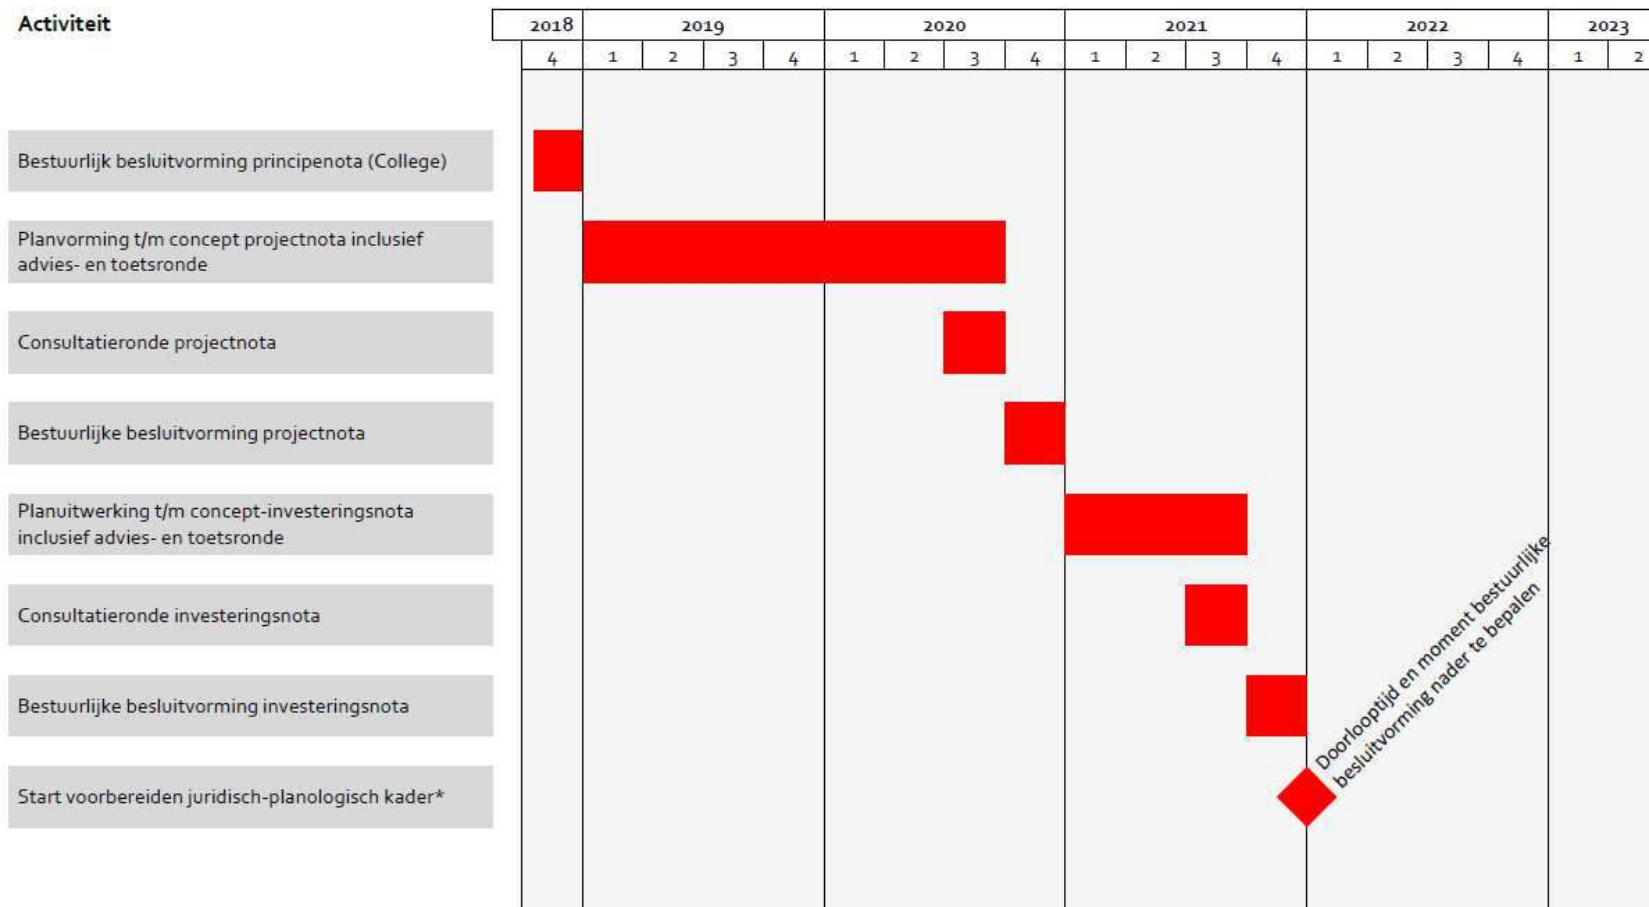 Activiteit
2018 2019 2020 2021 2022 2023
4 1 2 3 4 1 2 3 4 1 2 3 4 1 2 3 4 1 2
Bestuurlijk besluitvorming principenota (College)
Planvorming t/m concept projectnota inclusief
advies- en toetsronde
Consultatieronde projectnota
Bestuurlijke besluitvorming projectnota
Planuitwerking t/m concept-investeringsnota
inclusief advies- en toetsronde
Consultatieronde investeringsnota
Bestuurlijke besluitvorming investeringsnota
Start voorbereiden juridisch-planologisch kader*
Doorlooptijd en moment bestuurlijke
besluitvorming nader te bepalen